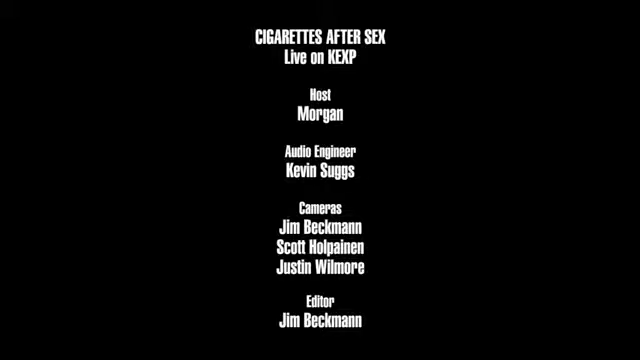 CIGARETTES AFTER SEX
Live on KEXP
Host
Morgan
Audio Engineer
Kevin Suggs
Cameras
Jim Beckmann
Scott Holpainen
Justin Wilmore
Editor
Jim Beckmann